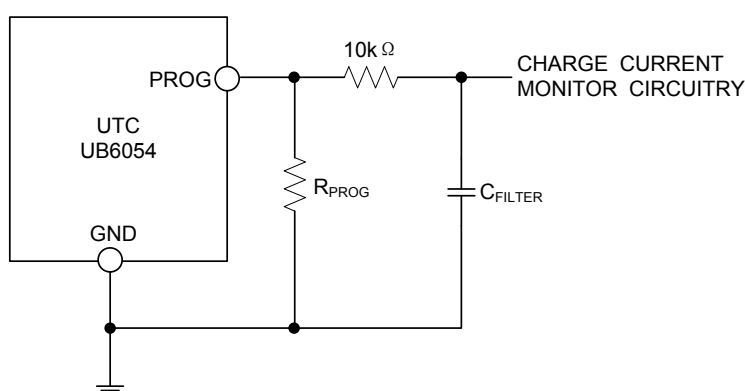 10kΩ
CHARGE CURRENT
MONITOR CIRCUITRY
PROG
UTC
UB6054
RPROG
CFILTER
GND